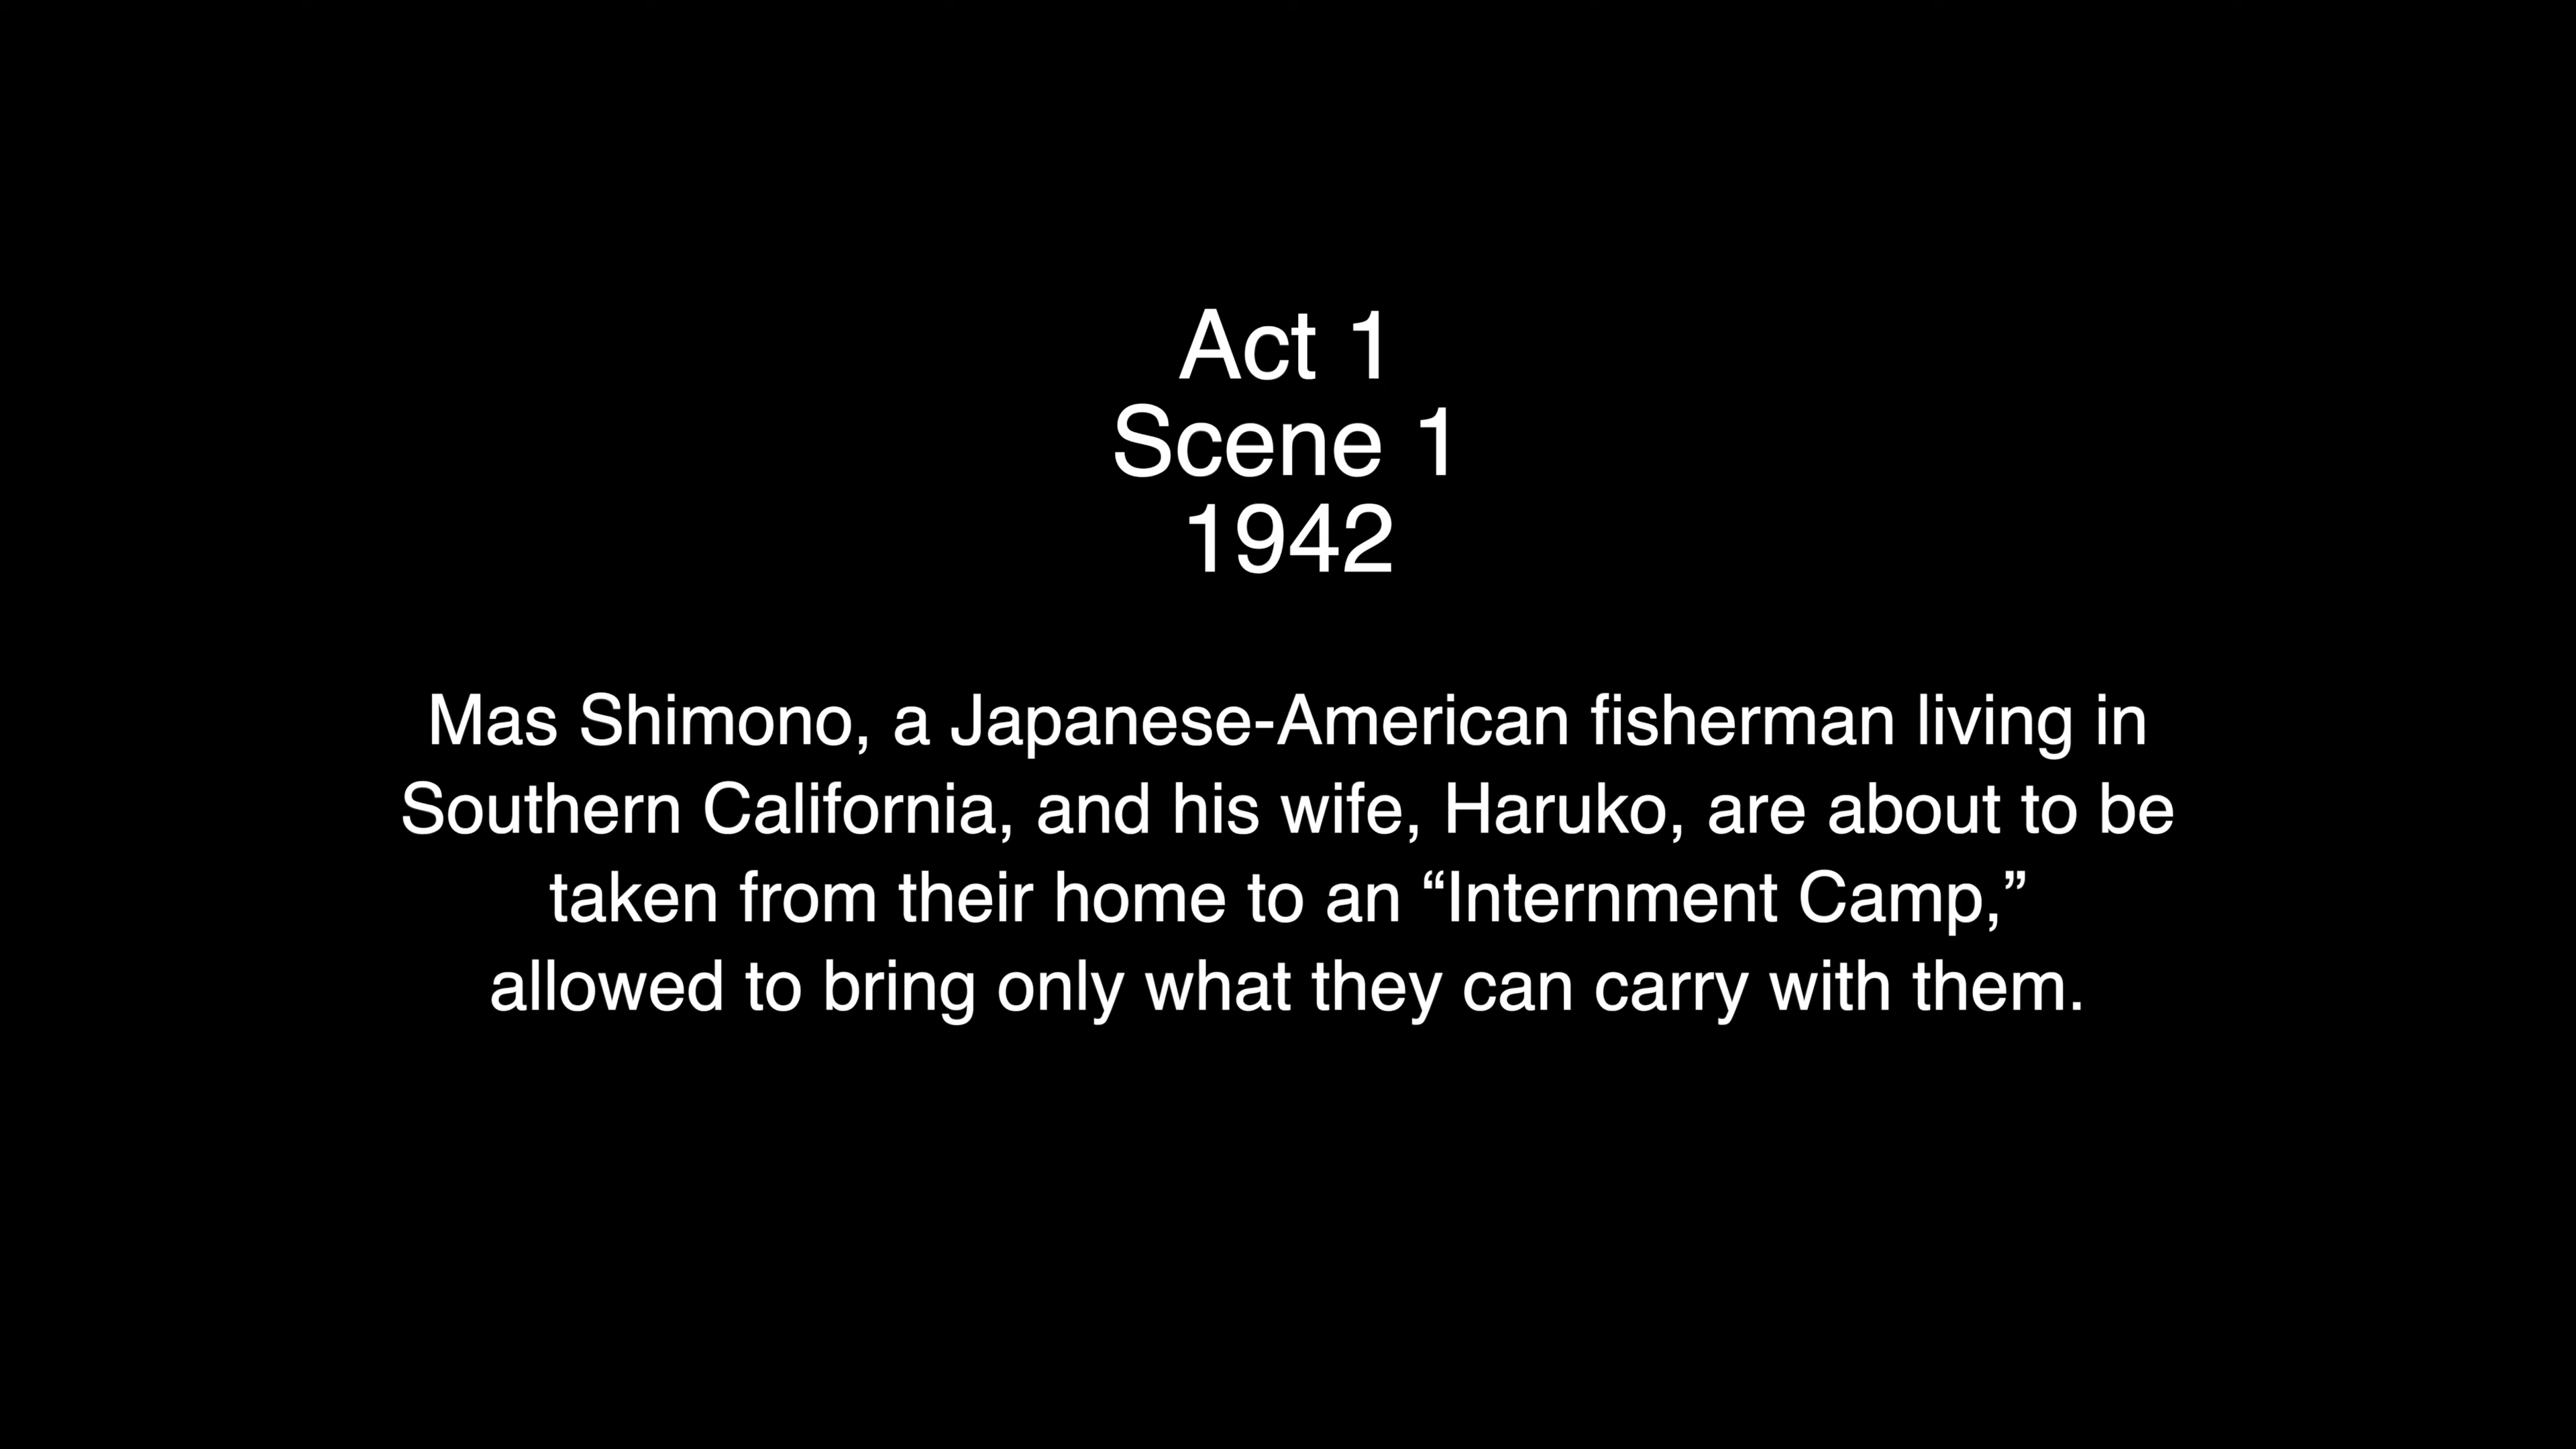 Act 1
Scene 1
1942
Mas Shimono, a Japanese-American fisherman living in
Southern California, and his wife, Haruko, are about to be
taken from their home to an “Internment Camp,”
allowed to bring only what they can carry with them.